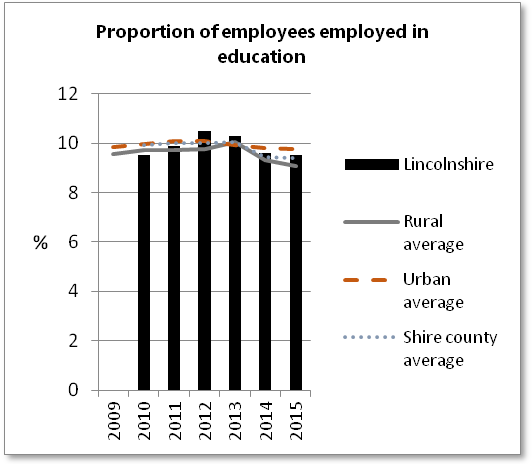 Proportion of employees employed in
education
12
10
8
6
4
2
0
%
2009
2010
2011
2012
2013
2014
2015
Lincolnshire
Rural
average
Urban
average
Shire county
average